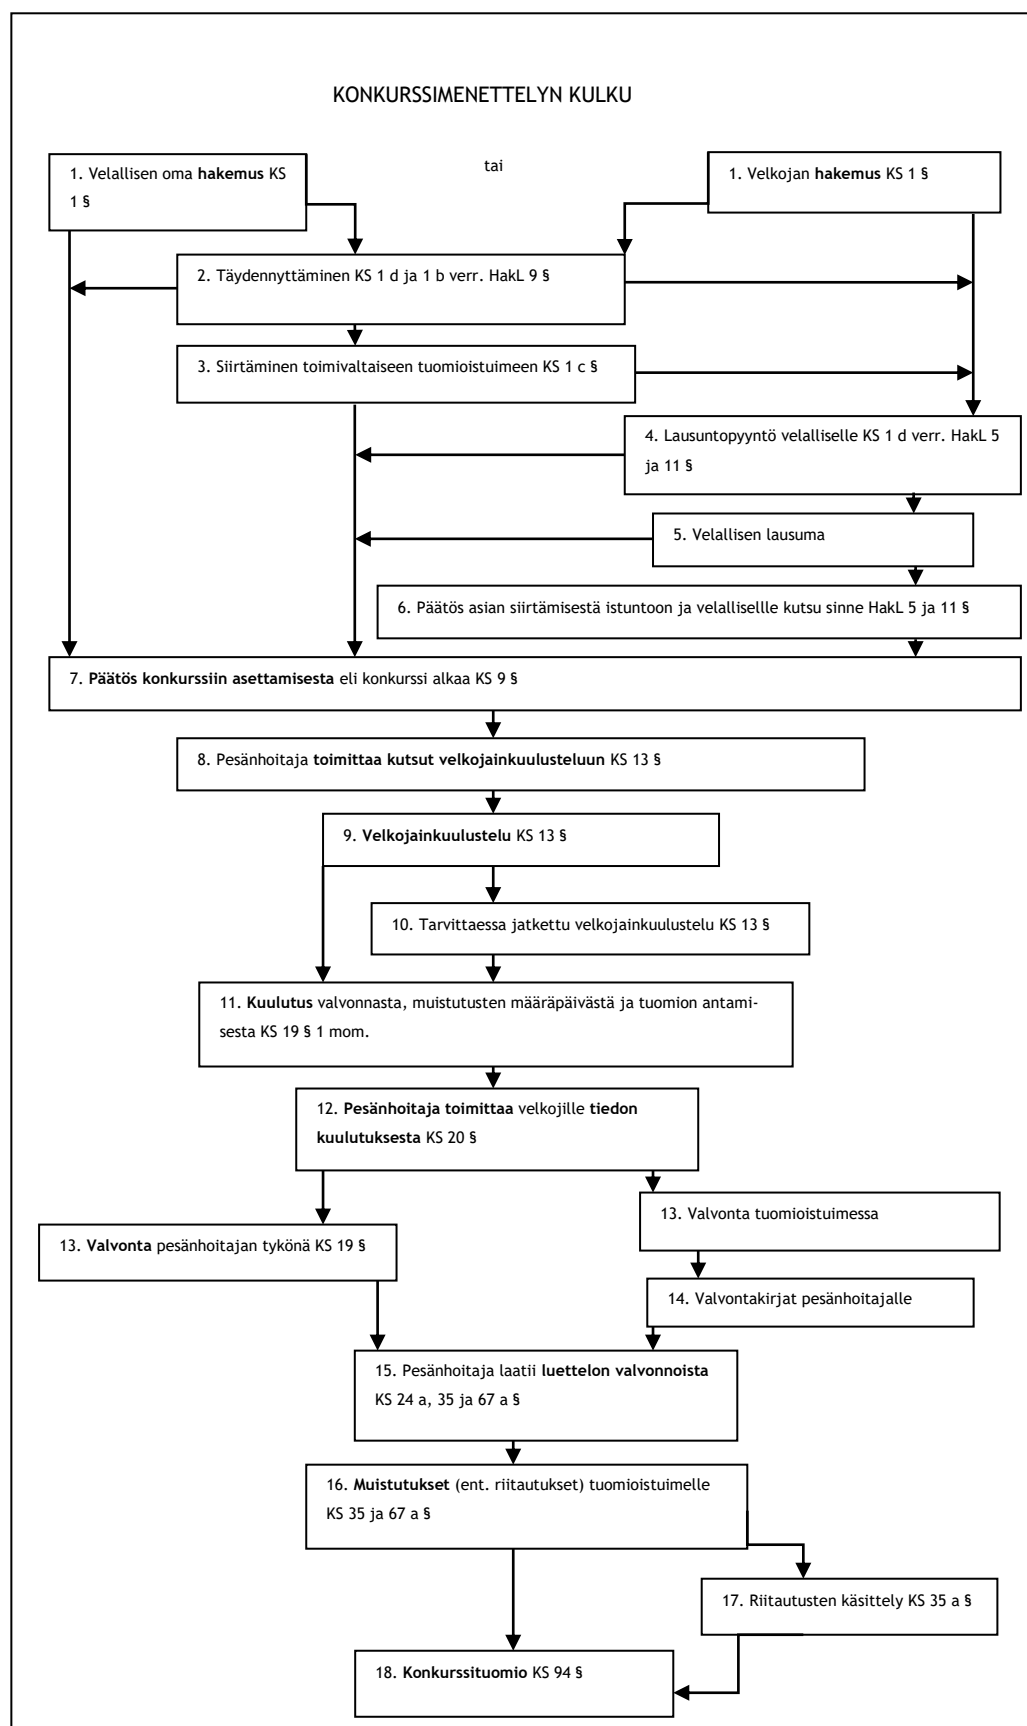 KONKURSSIMENETTELYN KULKU
1. Velallisen oma hakemus KS
1 §
tai
1. Velkojan hakemus KS 1 §
2. Täydennyttäminen KS 1 d ja 1 b verr. HakL 9 §
3. Siirtäminen toimivaltaiseen tuomioistuimeen KS 1 c §
4. Lausuntopyyntö velalliselle KS 1 d verr. HakL 5
ja 11 §
5. Velallisen lausuma
6. Päätös asian siirtämisestä istuntoon ja velallisellle kutsu sinne HakL 5 ja 11 §
7. Päätös konkurssiin asettamisesta eli konkurssi alkaa KS 9 §
8. Pesänhoitaja toimittaa kutsut velkojainkuulusteluun KS 13 §
9. Velkojainkuulustelu KS 13 §
10. Tarvittaessa jatkettu velkojainkuulustelu KS 13 §
11. Kuulutus valvonnasta, muistutusten määräpäivästä ja tuomion antami-
sesta KS 19 § 1 mom.
12. Pesänhoitaja toimittaa velkojille tiedon
kuulutuksesta KS 20 §
13. Valvonta pesänhoitajan tykönä KS 19 §
13. Valvonta tuomioistuimessa
14. Valvontakirjat pesänhoitajalle
15. Pesänhoitaja laatii luettelon valvonnoista
KS 24 a, 35 ja 67 a §
16. Muistutukset (ent. riitautukset) tuomioistuimelle
KS 35 ja 67 a §
17. Riitautusten käsittely KS 35 a §
18. Konkurssituomio KS 94 §